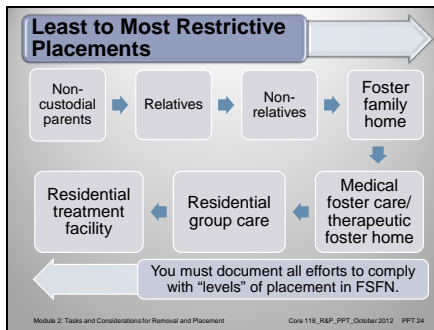 Least to Most Restrictive
Placements
Non-
custodial
parents
Relatives
Non-
relatives
Foster
family
home
Medical
foster care/
therapeutic
foster home
Residential
group care
Residential
treatment
facility
You must document all efforts to comply
with “levels” of placement in FSFN.
Module 2: Tasks and Considerations for Removal and Placement
Core 118_R&P_PPT_October 2012 PPT 24